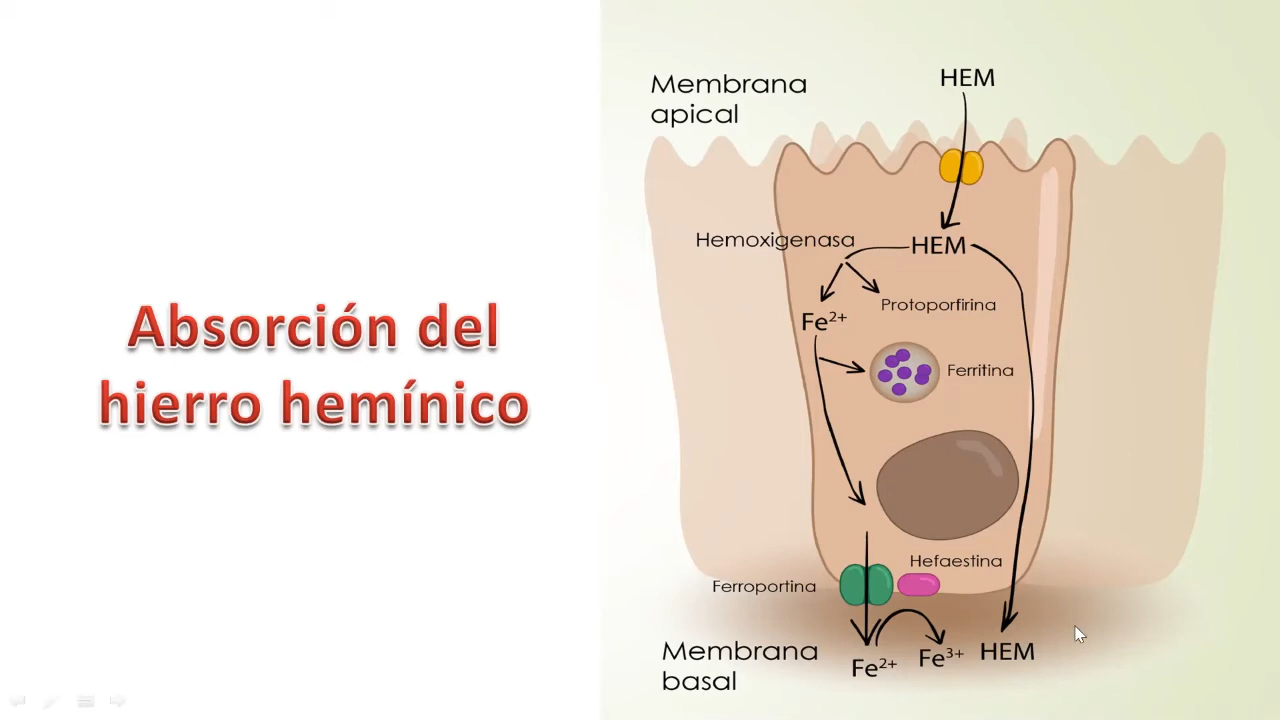 Absorción del
hierro hemínico
Membrana
apical
HEM
Hemoxigenasa
HEM
Protoporfirina
Fe²⁺
Ferritina
Hefaestina
Ferroportina
Membrana
basal
Fe²⁺
Fe³⁺
HEM